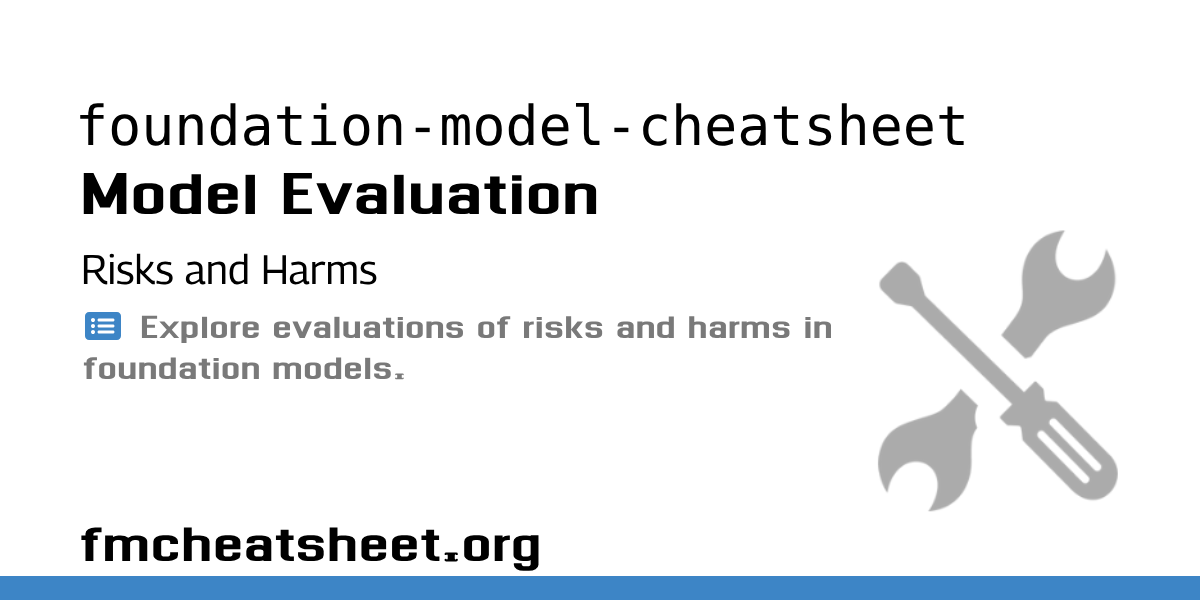 foundation-model-cheatsheet
Model Evaluation
Risks and Harms
Explore evaluations of risks and harms in
foundation models.
fmcheatsheet.org